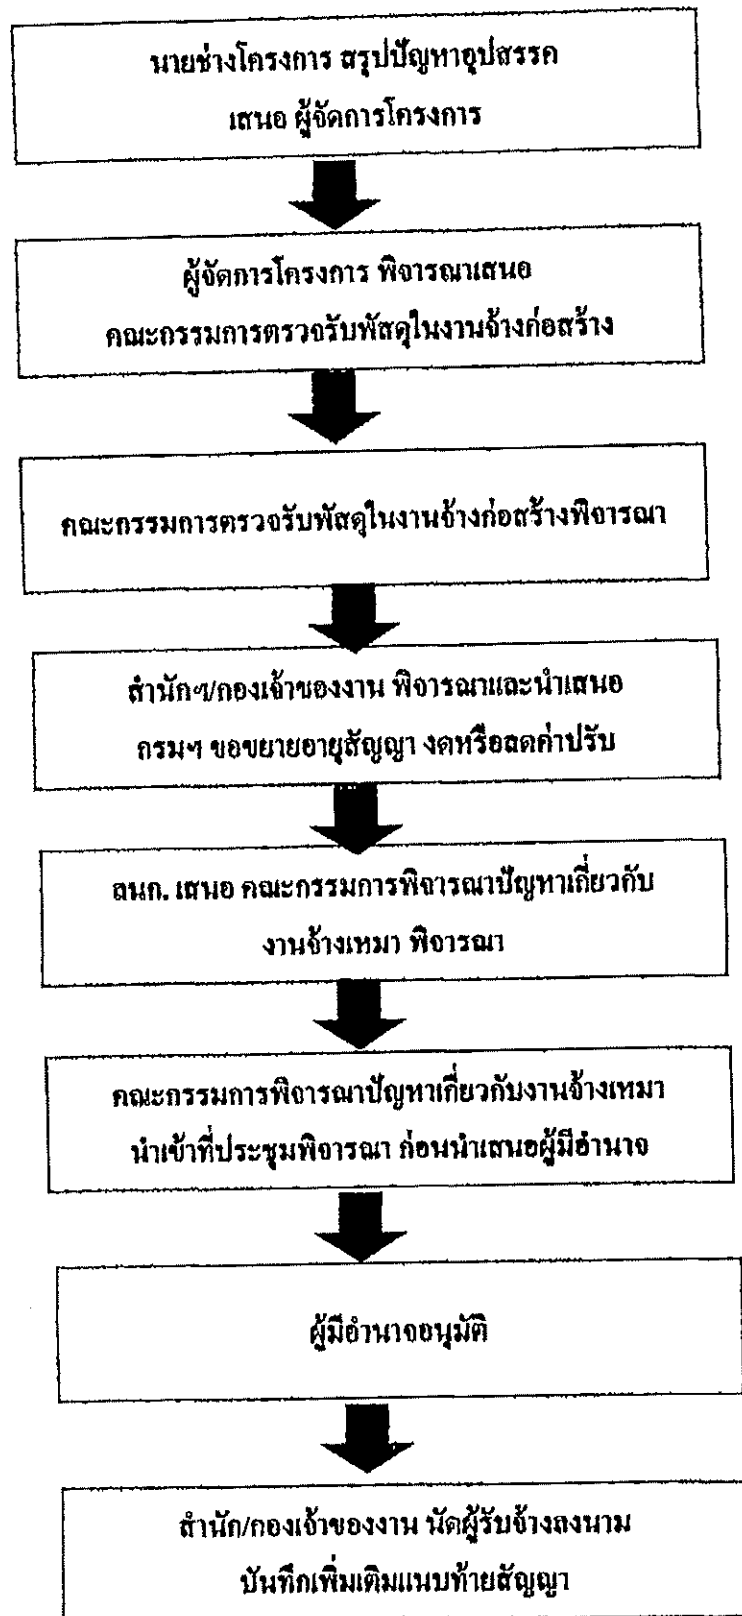 นายช่างโครงการ สรุปปัญหาอุปสรรค
เสนอ ผู้จัดการโครงการ
ผู้จัดการโครงการ พิจารณาเสนอ
คณะกรรมการตรวจรับพัสดุในงานจ้างก่อสร้าง
คณะกรรมการตรวจรับพัสดุในงานจ้างก่อสร้างพิจารณา
สำนักฯ/กองเจ้าของงาน พิจารณาและนำเสนอ
กรมฯ ขอขยายอายุสัญญา งดหรือลดค่าปรับ
ลนก. เสนอ คณะกรรมการพิจารณาปัญหาเกี่ยวกับ
งานจ้างเหมา พิจารณา
คณะกรรมการพิจารณาปัญหาเกี่ยวกับงานจ้างเหมา
นำเข้าที่ประชุมพิจารณา ก่อนนำเสนอผู้มีอำนาจ
ผู้มีอำนาจอนุมัติ
สำนัก/กองเจ้าของงาน นัดผู้รับจ้างลงนาม
บันทึกเพิ่มเติมแนบท้ายสัญญา